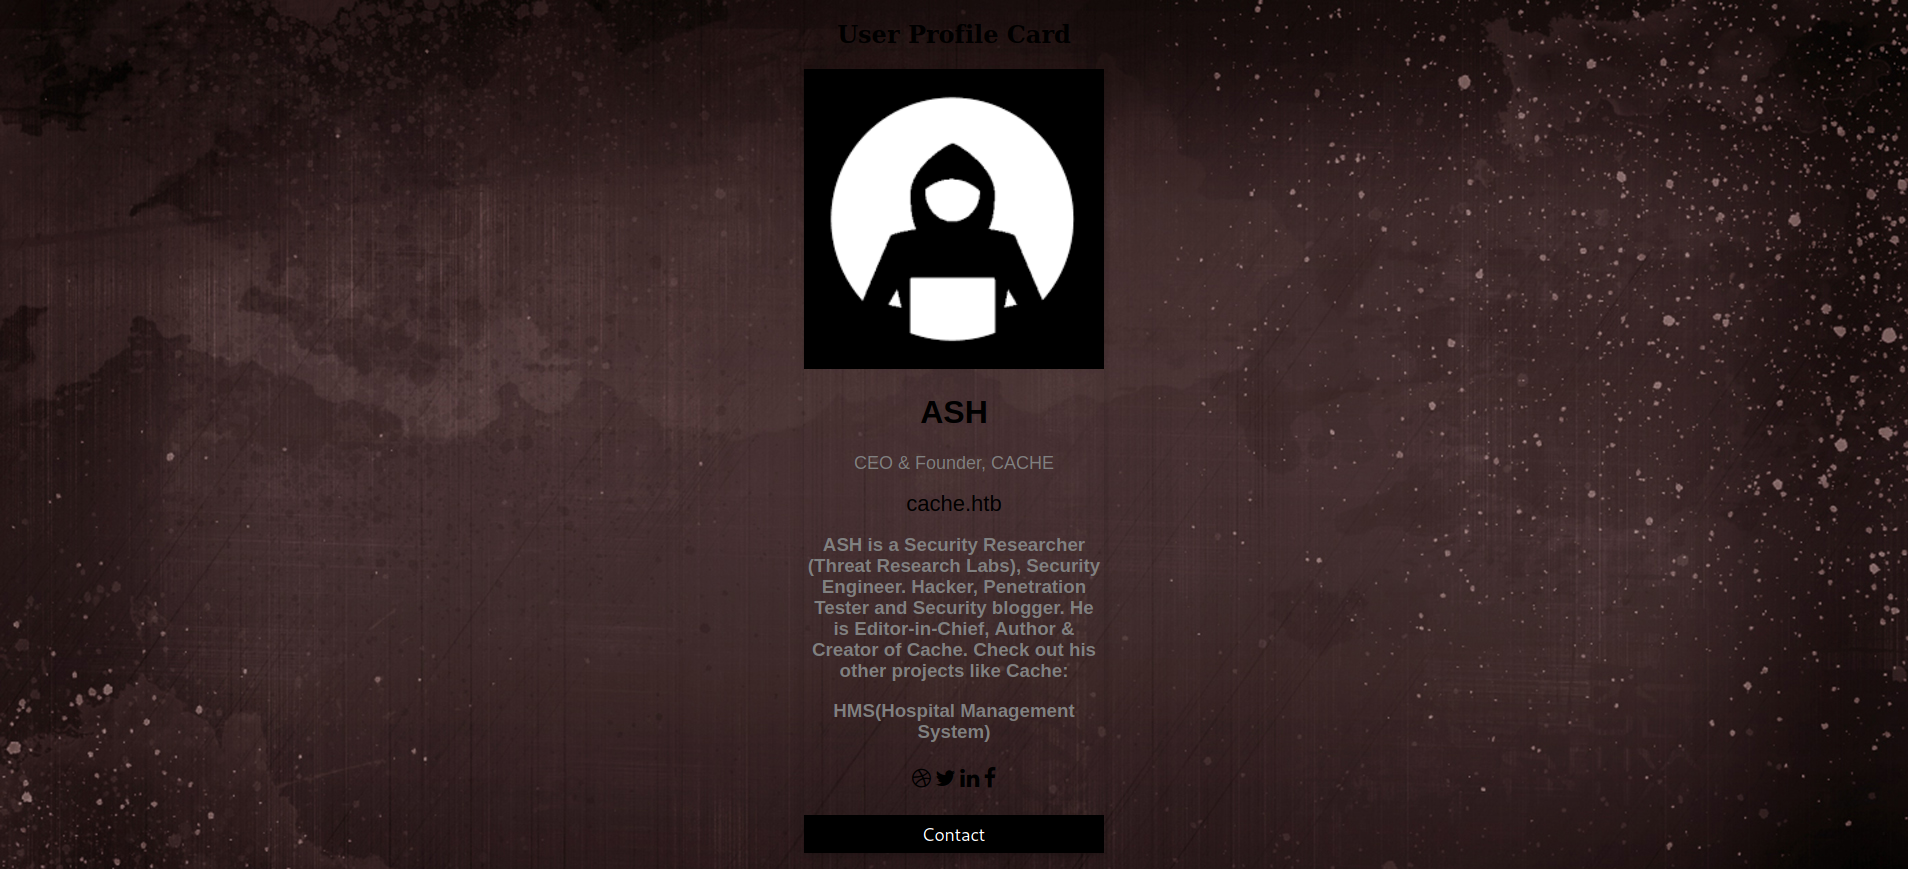 User Profile Card
ASH
CEO & Founder, CACHE
cache.htb
ASH is a Security Researcher
(Threat Research Labs), Security
Engineer. Hacker, Penetration
Tester and Security blogger. He
is Editor-in-Chief, Author &
Creator of Cache. Check out his
other projects like Cache:
HMS(Hospital Management
System)
Contact